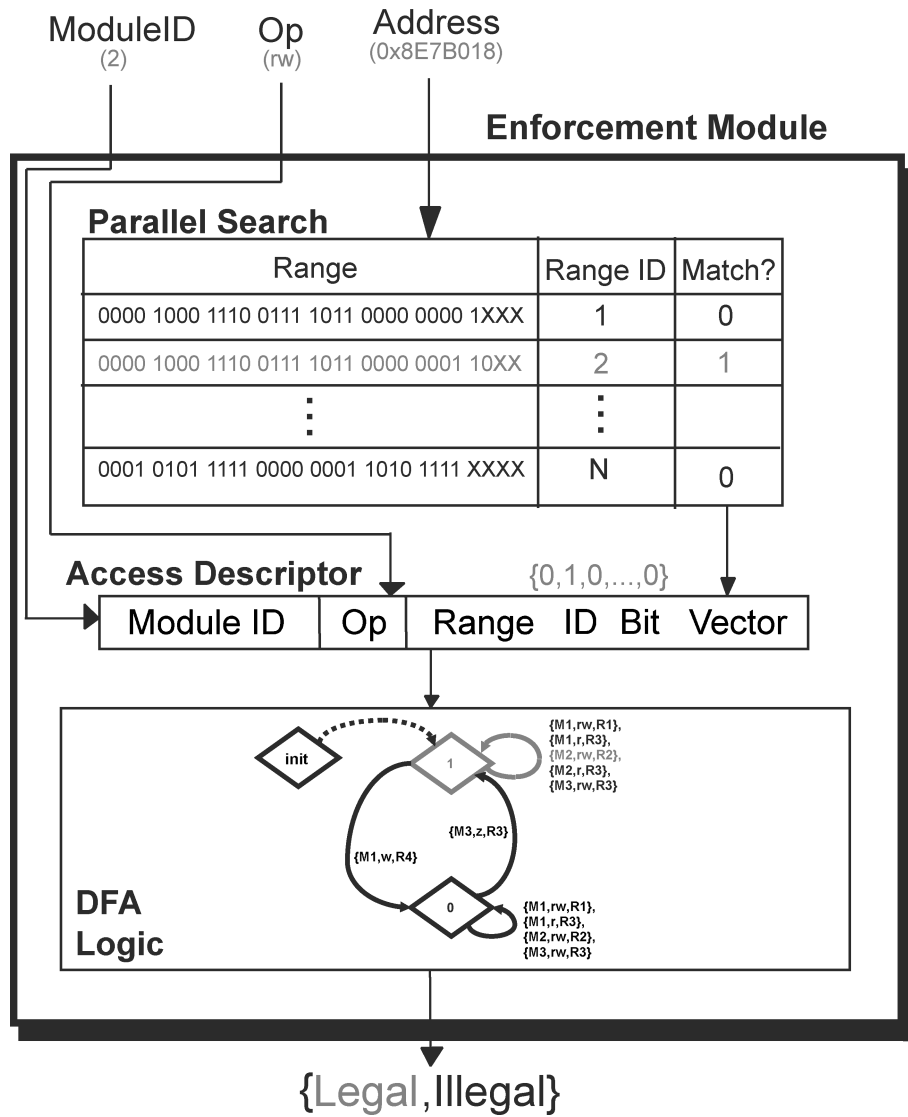 ModuleID Op Address
(2) (rw) (0x8E7B018)
Enforcement Module
Parallel Search
Range Range ID Match?
0000 1000 1110 0111 1011 0000 0000 1XXX 1 0
0000 1000 1110 0111 1011 0000 0001 10XX 2 1
0001 0101 1111 0000 0001 1010 1111 XXXX N 0
Access Descriptor {0,1,0,...,0}
Module ID Op Range ID Bit Vector
init
1
{M1,rw,R1},
{M1,r,R3},
{M2,rw,R2},
{M2,r,R3},
{M3,rw,R3}
{M3,z,R3}
{M1,w,R4}
0
{M1,rw,R1},
{M1,r,R3},
{M2,rw,R2},
{M3,rw,R3}
DFA
Logic
{Legal,Illegal}